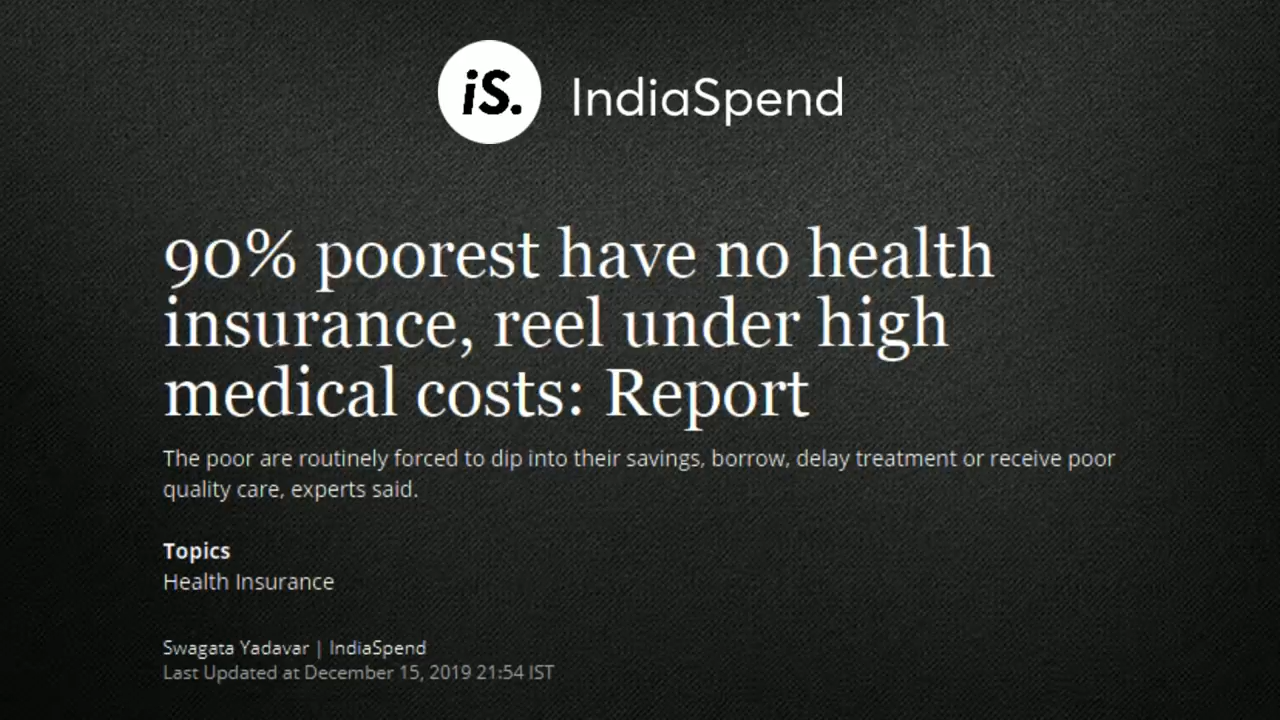 iS. IndiaSpend
90% poorest have no health
insurance, reel under high
medical costs: Report
The poor are routinely forced to dip into their savings, borrow, delay treatment or receive poor
quality care, experts said.
Topics
Health Insurance
Swagata Yadavar | IndiaSpend
Last Updated at December 15, 2019 21:54 IST